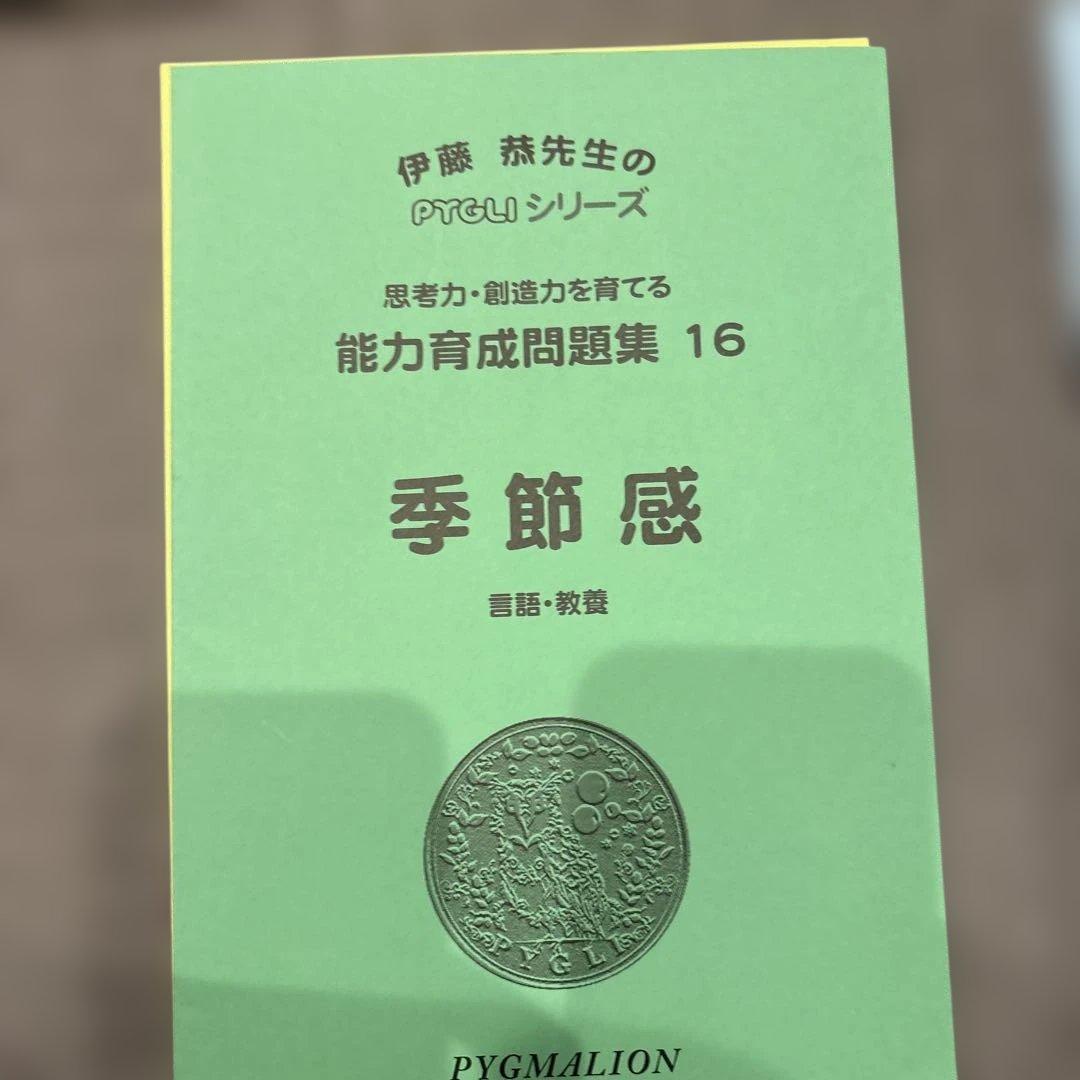 伊藤 恭先生の
PYGLIシリーズ
思考力・創造力を育てる
能力育成問題集 16
季節感
言語・教養
PYGLI
PYGMALION